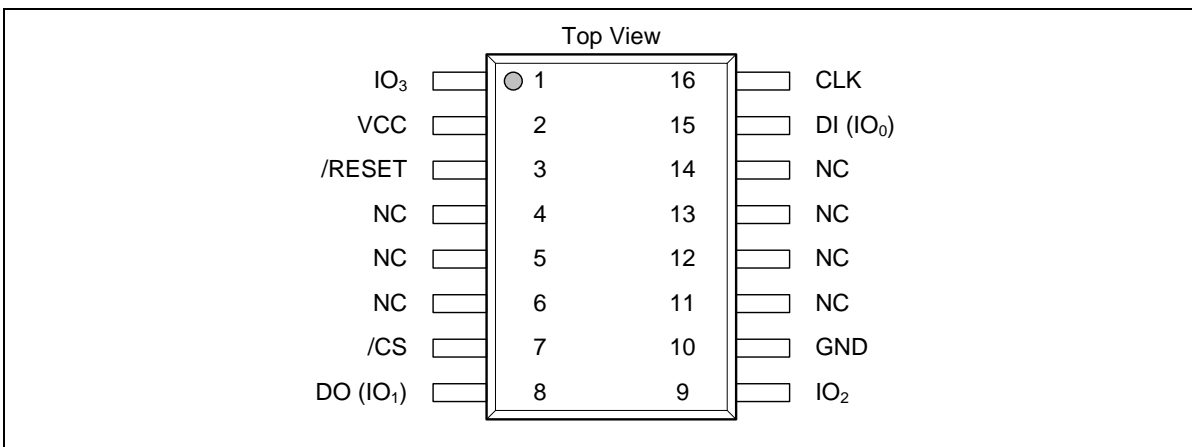 Top View
IO₃ 1 16 CLK
VCC 2 15 DI (IO₀)
/RESET 3 14 NC
NC 4 13 NC
NC 5 12 NC
NC 6 11 NC
/CS 7 10 GND
DO (IO₁) 8 9 IO₂